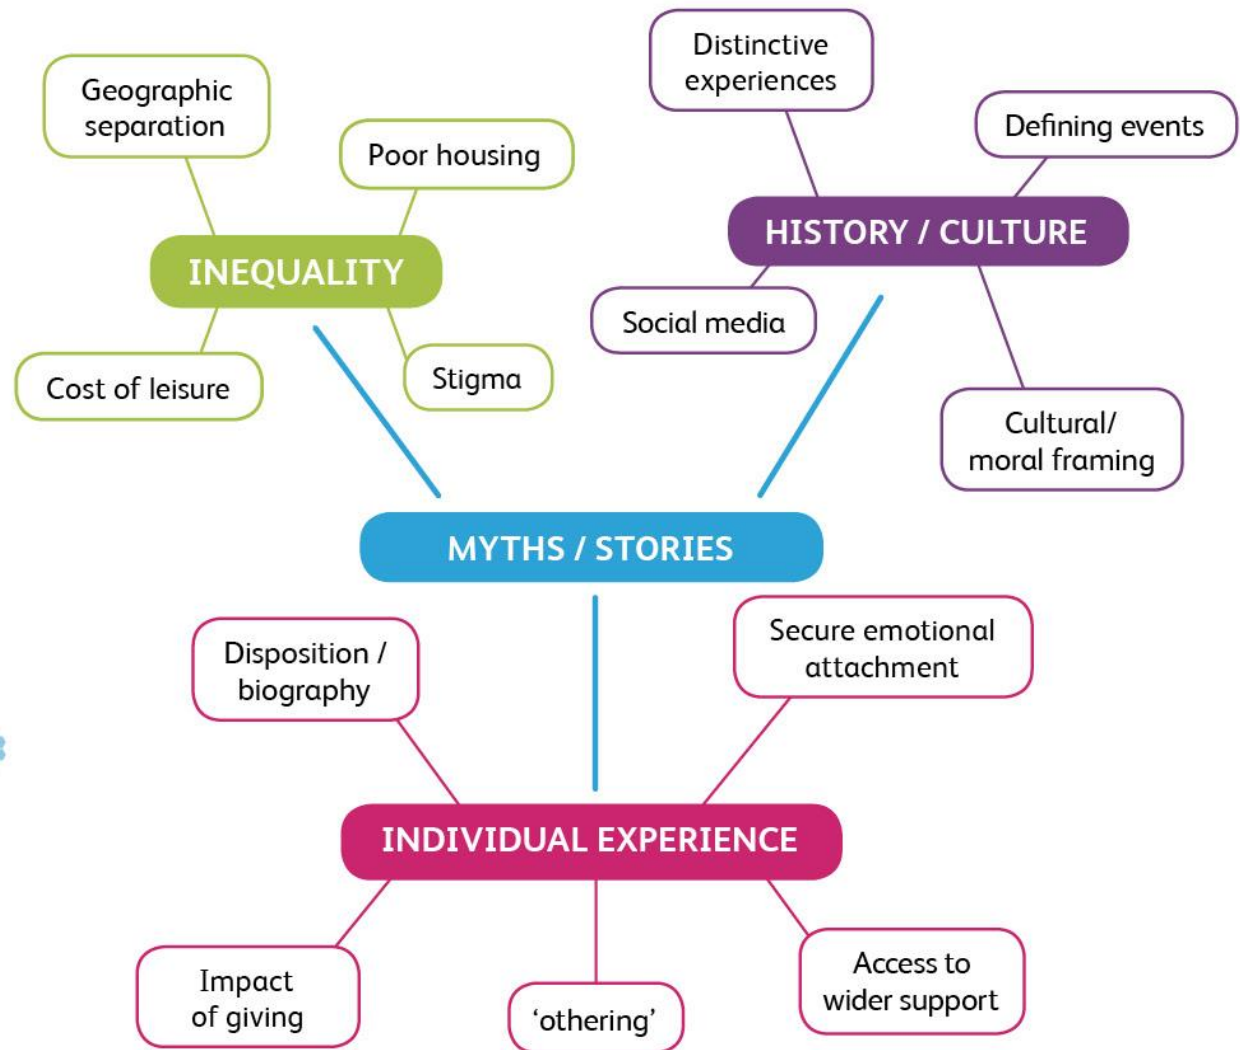 Geographic
separation
Poor housing
INEQUALITY
Cost of leisure
Stigma
Distinctive
experiences
Defining events
HISTORY / CULTURE
Social media
Cultural/
moral framing
MYTHS / STORIES
Disposition /
biography
Secure emotional
attachment
INDIVIDUAL EXPERIENCE
Impact
of giving
‘othering’
Access to
wider support